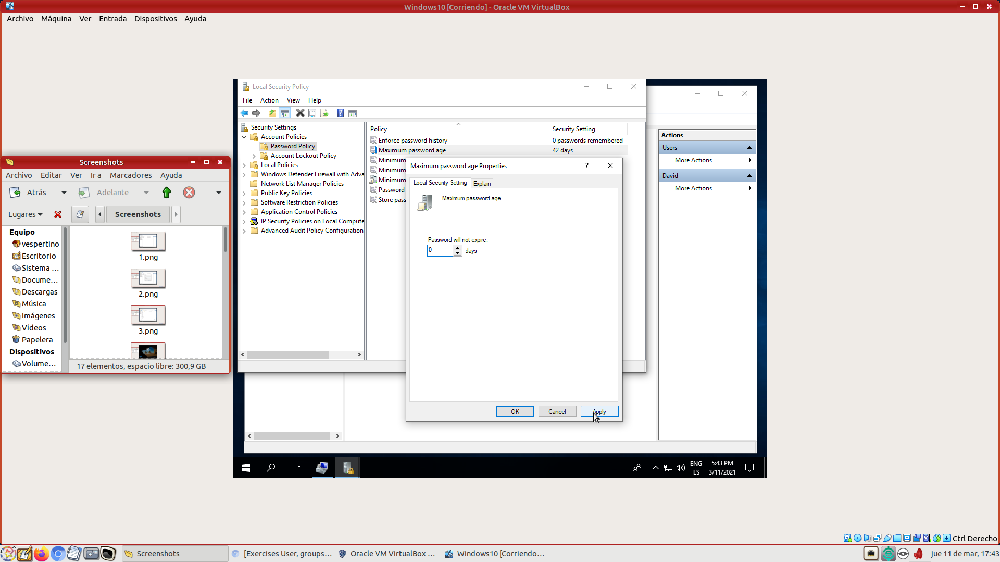 Windows10 [Corriendo] - Oracle VM VirtualBox
Archivo Máquina Ver Entrada Dispositivos Ayuda
Local Security Policy
File Action View Help
Security Settings
Account Policies
Password Policy
Account Lockout Policy
Local Policies
Windows Defender Firewall with Adva
Network List Manager Policies
Public Key Policies
Software Restriction Policies
Application Control Policies
IP Security Policies on Local Compute
Advanced Audit Policy Configuration
Policy Security Setting
Enforce password history 0 passwords remembered
Maximum password age 42 days
Minimum
Minimum
Minimum
Password
Store pass
Maximum password age Properties
?
Local Security Setting Explain
Maximum password age
Password will not expire.
0 days
OK Cancel Apply
Actions
Users
More Actions
David
More Actions
Screenshots
Archivo Editar Ver Ir a Marcadores Ayuda
Atrás Adelante
Lugares Screenshots
Equipo
vespertino
Escritorio
Sistema ...
Docume...
Descargas
Música
Imágenes
Vídeos
Papelera
Dispositivos
Volume...
1.png
2.png
3.png
17 elementos, espacio libre: 300,9 GB
ENG
ES
5:43 PM
3/11/2021
Ctrl Derecho
Screenshots [Exercises User, groups... Oracle VM VirtualBox ... Windows10 [Corriendo... jue 11 de mar, 17:43